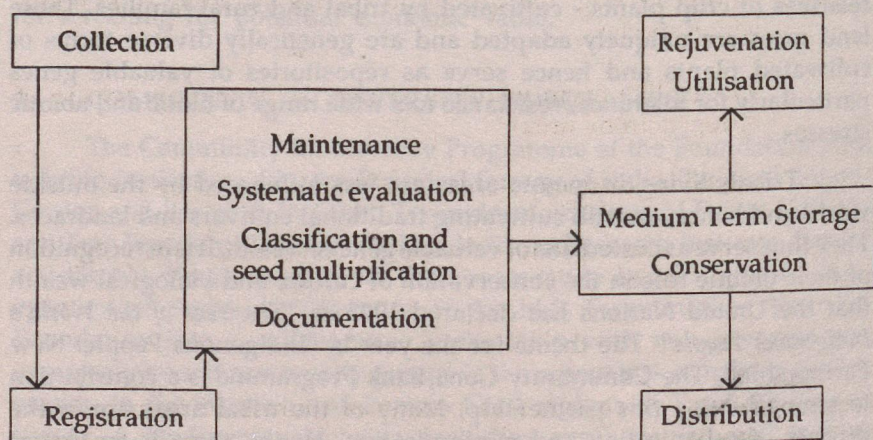 Collection
Maintenance
Systematic evaluation
Classification and
seed multiplication
Documentation
Registration
Rejuvenation
Utilisation
Medium Term Storage
Conservation
Distribution